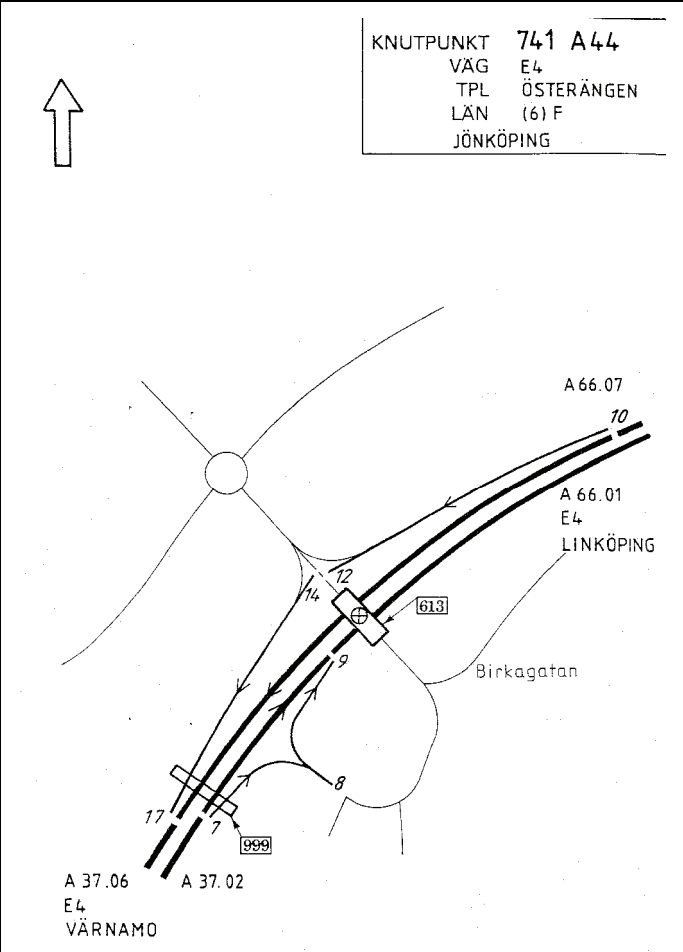 KNUTPUNKT 741 A44
VÄG E4
TPL ÖSTERÄNGEN
LÄN (6) F
JÖNKÖPING
A 66.07
10
A 66.01
E4
LINKÖPING
12
14
613
9
Birkagatan
8
17
7
999
A 37.06 A 37.02
E4
VÄRNAMO